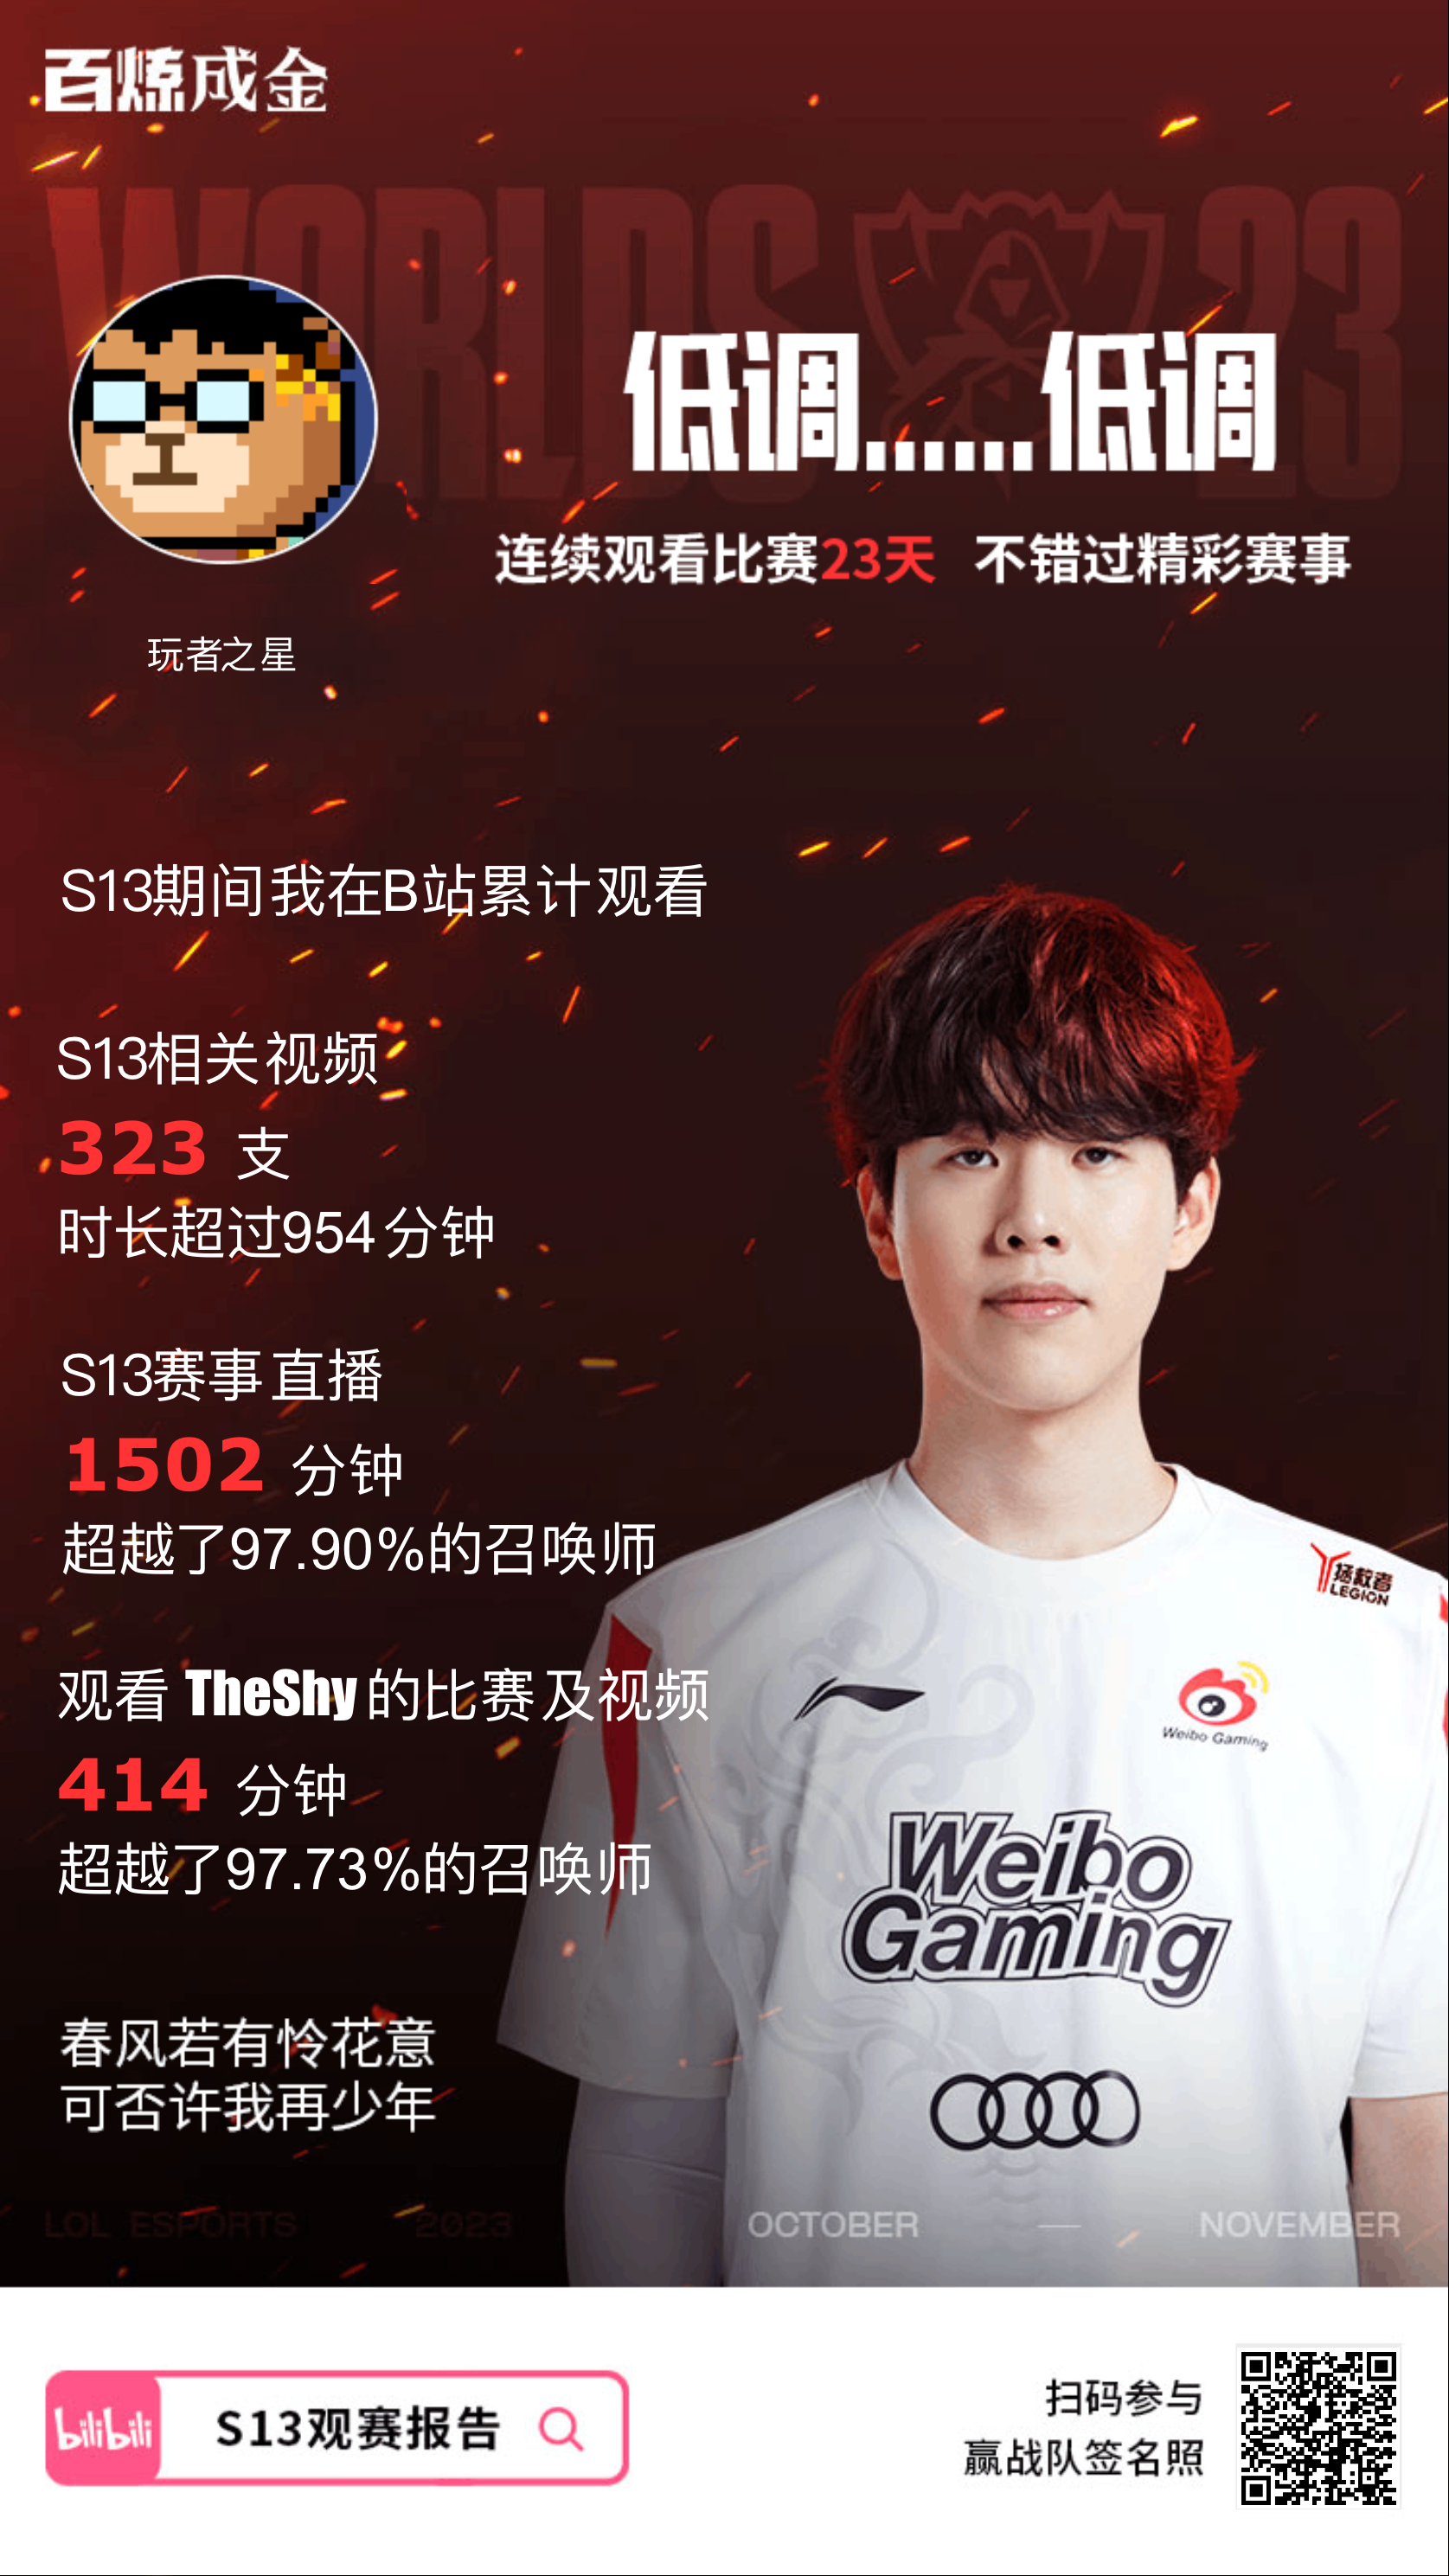 百炼成金
WORLDS 23
低调......低调
连续观看比赛23天 不错过精彩赛事
玩者之星
S13期间我在B站累计观看
S13相关视频
323 支
时长超过954分钟
S13赛事直播
1502 分钟
超越了97.90%的召唤师
观看 TheShy 的比赛及视频
414 分钟
超越了97.73%的召唤师
拯救者
LEGION
Weibo Gaming
Weibo
Gaming
春风若有怜花意
可否许我再少年
LOL ESPORTS 2023 OCTOBER — NOVEMBER
bilibili S13观赛报告
扫码参与
赢战队签名照